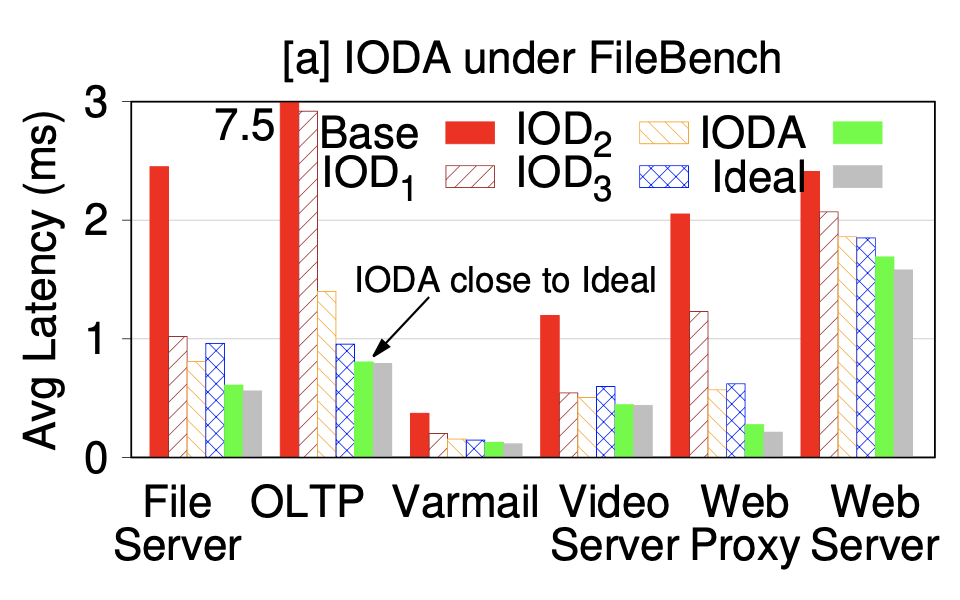 [a] IODA under FileBench
Avg Latency (ms)
3
2
1
0
7.5
Base IOD2 IODA
IOD1 IOD3 Ideal
IODA close to Ideal
File Server
OLTP
Varmail
Video Server
Web Proxy
Web Server